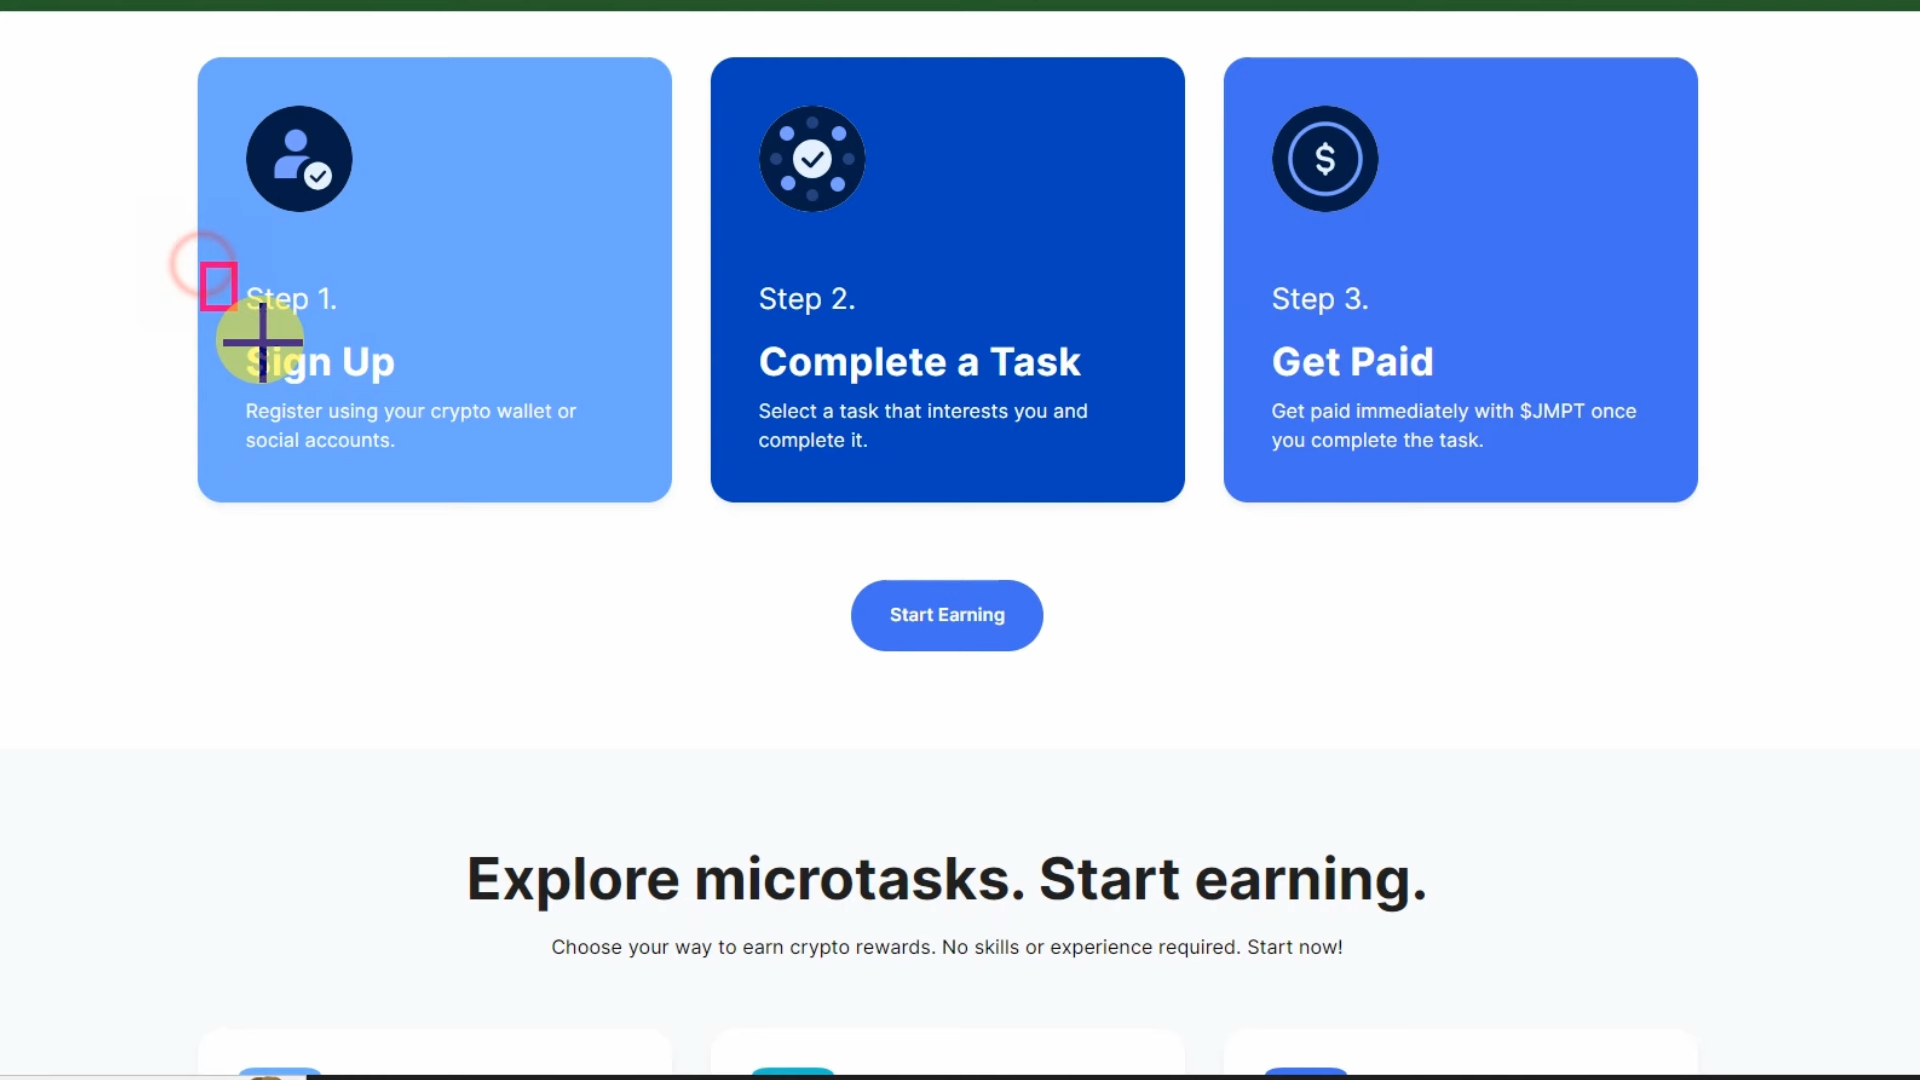 Step 1.
Sign Up
Register using your crypto wallet or
social accounts.
Step 2.
Complete a Task
Select a task that interests you and
complete it.
Step 3.
Get Paid
Get paid immediately with $JMPT once
you complete the task.
Start Earning
Explore microtasks. Start earning.
Choose your way to earn crypto rewards. No skills or experience required. Start now!